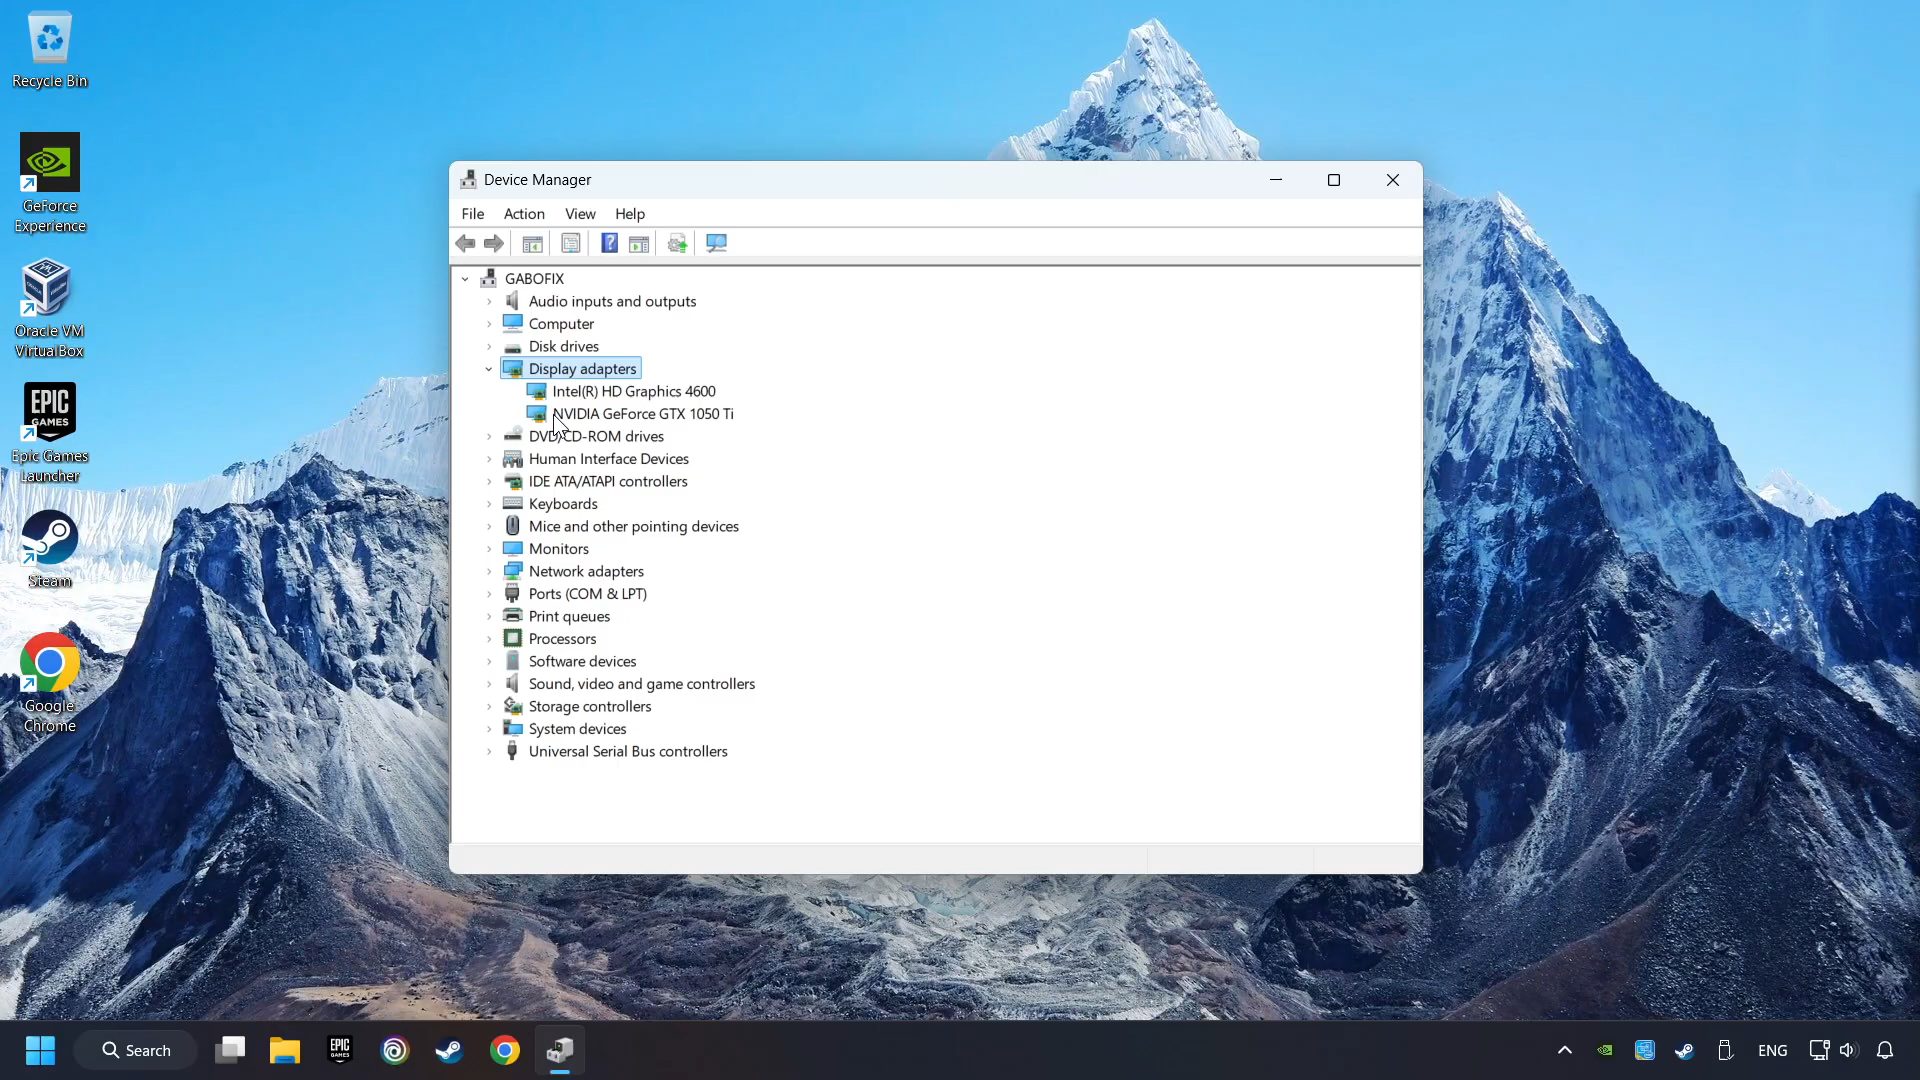 Recycle Bin
GeForce
Experience
Oracle VM
VirtualBox
EPIC
GAMES
Epic Games
Launcher
Steam
Google
Chrome
Device Manager
File Action View Help
GABOFIX
Audio inputs and outputs
Computer
Disk drives
Display adapters
Intel(R) HD Graphics 4600
NVIDIA GeForce GTX 1050 Ti
DVD/CD-ROM drives
Human Interface Devices
IDE ATA/ATAPI controllers
Keyboards
Mice and other pointing devices
Monitors
Network adapters
Ports (COM & LPT)
Print queues
Processors
Software devices
Sound, video and game controllers
Storage controllers
System devices
Universal Serial Bus controllers
Search
EPIC
GAMES
ENG